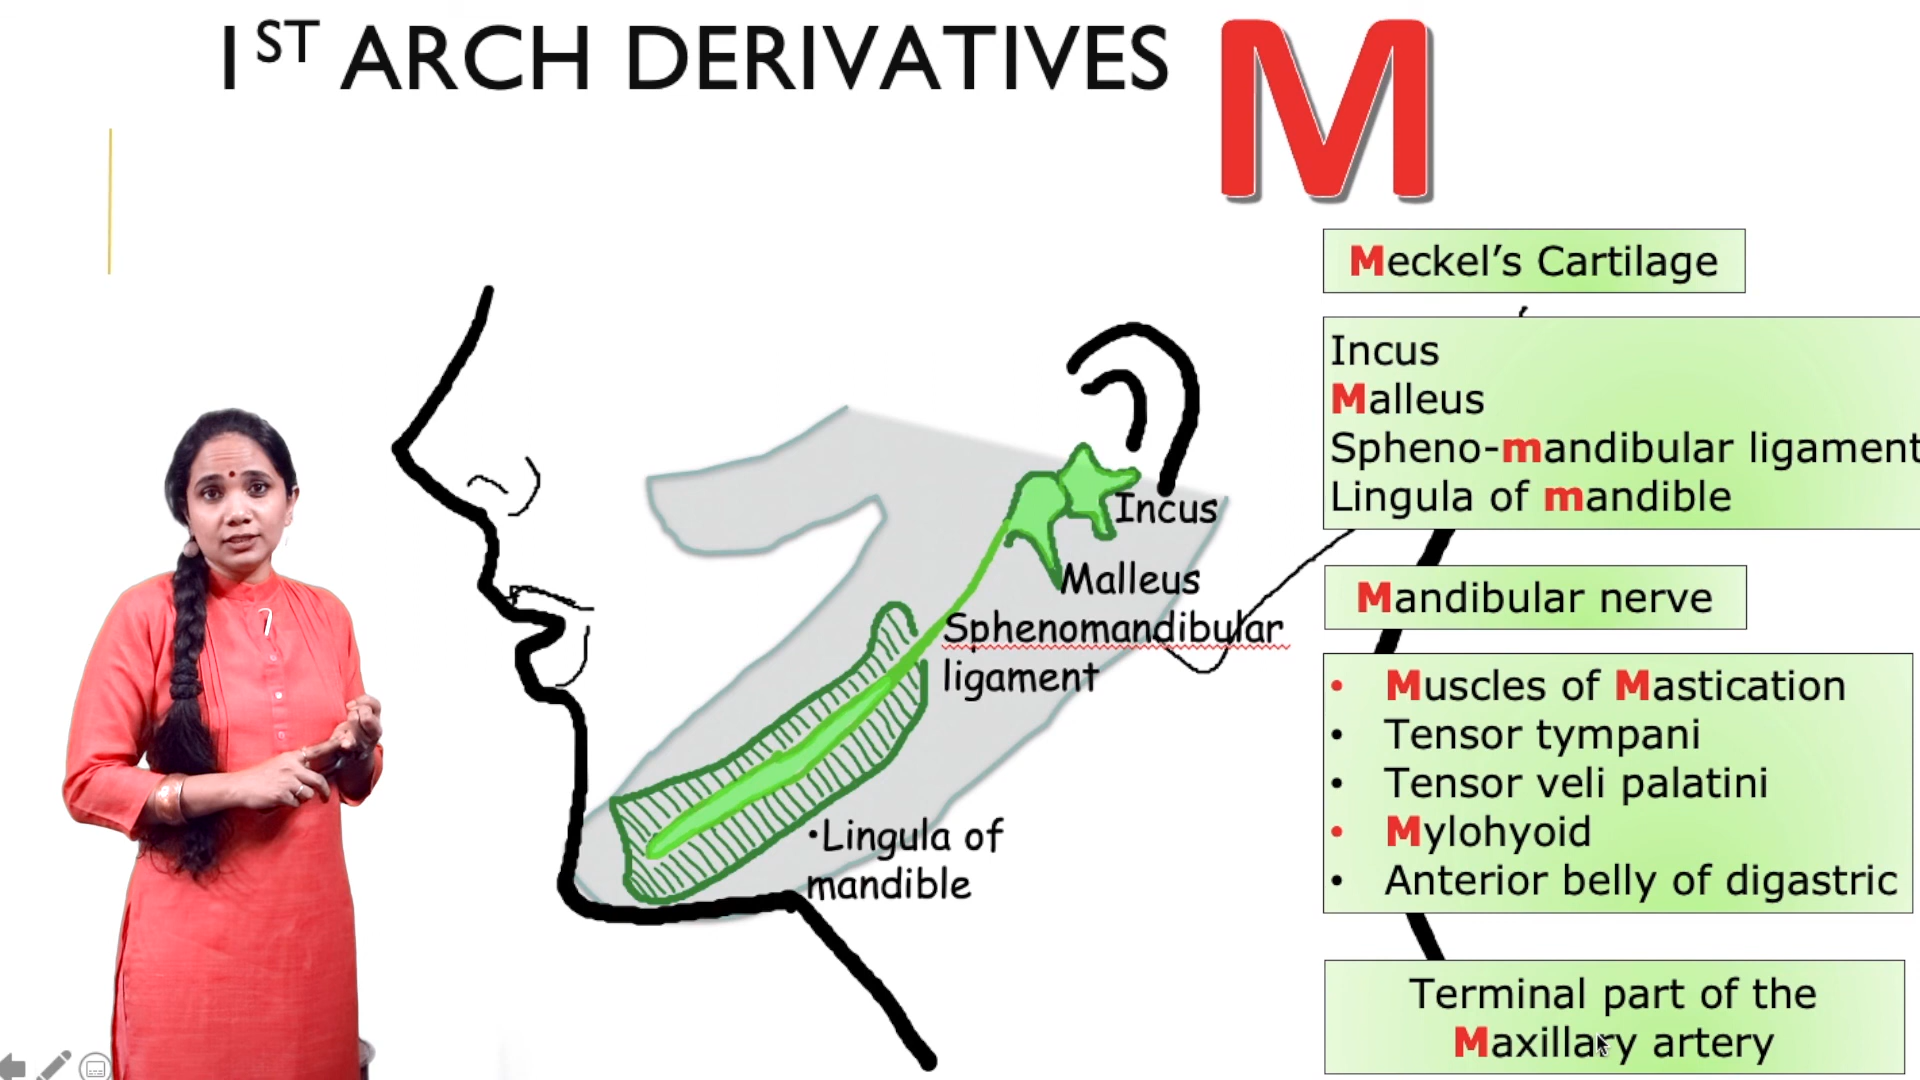 1ST ARCH DERIVATIVES M
Meckel’s Cartilage
Incus
Malleus
Spheno-mandibular ligament
Lingula of mandible
Incus
Malleus
Sphenomandibular
ligament
•Lingula of
mandible
Mandibular nerve
• Muscles of Mastication
• Tensor tympani
• Tensor veli palatini
• Mylohyoid
• Anterior belly of digastric
Terminal part of the
Maxillary artery